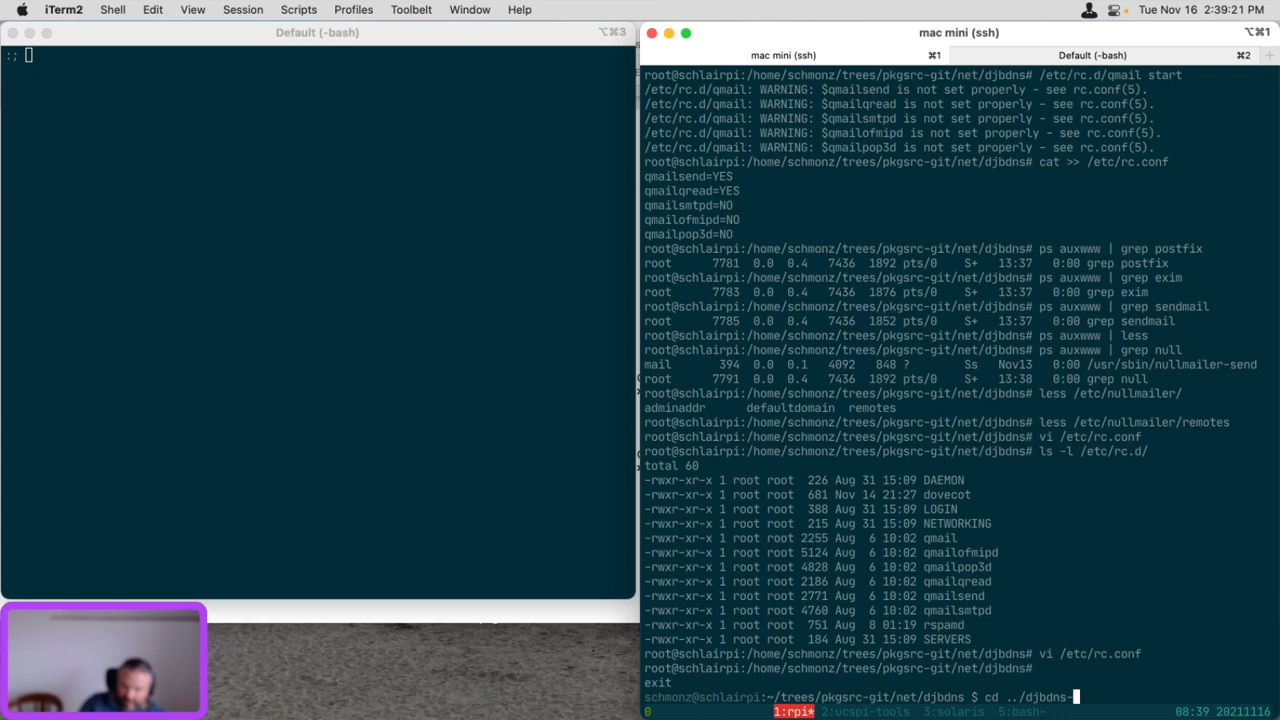 iTerm2 Shell Edit View Session Scripts Profiles Toolbelt Window Help Tue Nov 16 2:39:21 PM
Default (-bash) ⌥⌘3
:;
mac mini (ssh) ⌥⌘1
mac mini (ssh) ⌘1 Default (-bash) ⌘2 +
root@schlairpi:/home/schmonz/trees/pkgsrc-git/net/djbdns# /etc/rc.d/qmail start
/etc/rc.d/qmail: WARNING: $qmailsend is not set properly - see rc.conf(5).
/etc/rc.d/qmail: WARNING: $qmailqread is not set properly - see rc.conf(5).
/etc/rc.d/qmail: WARNING: $qmailsmtpd is not set properly - see rc.conf(5).
/etc/rc.d/qmail: WARNING: $qmailofmipd is not set properly - see rc.conf(5).
/etc/rc.d/qmail: WARNING: $qmailpop3d is not set properly - see rc.conf(5).
root@schlairpi:/home/schmonz/trees/pkgsrc-git/net/djbdns# cat >> /etc/rc.conf
qmailsend=YES
qmailqread=YES
qmailsmtpd=NO
qmailofmipd=NO
qmailpop3d=NO
root@schlairpi:/home/schmonz/trees/pkgsrc-git/net/djbdns# ps auxwww | grep postfix
root 7781 0.0 0.4 7436 1892 pts/0 S+ 13:37 0:00 grep postfix
root@schlairpi:/home/schmonz/trees/pkgsrc-git/net/djbdns# ps auxwww | grep exim
root 7783 0.0 0.4 7436 1876 pts/0 S+ 13:37 0:00 grep exim
root@schlairpi:/home/schmonz/trees/pkgsrc-git/net/djbdns# ps auxwww | grep sendmail
root 7785 0.0 0.4 7436 1852 pts/0 S+ 13:37 0:00 grep sendmail
root@schlairpi:/home/schmonz/trees/pkgsrc-git/net/djbdns# ps auxwww | less
root@schlairpi:/home/schmonz/trees/pkgsrc-git/net/djbdns# ps auxwww | grep null
mail 394 0.0 0.1 4092 848 ? Ss Nov13 0:00 /usr/sbin/nullmailer-send
root 7791 0.0 0.4 7436 1892 pts/0 S+ 13:38 0:00 grep null
root@schlairpi:/home/schmonz/trees/pkgsrc-git/net/djbdns# less /etc/nullmailer/
adminaddr defaultdomain remotes
root@schlairpi:/home/schmonz/trees/pkgsrc-git/net/djbdns# less /etc/nullmailer/remotes
root@schlairpi:/home/schmonz/trees/pkgsrc-git/net/djbdns# vi /etc/rc.conf
root@schlairpi:/home/schmonz/trees/pkgsrc-git/net/djbdns# ls -l /etc/rc.d/
total 60
-rwxr-xr-x 1 root root 226 Aug 31 15:09 DAEMON
-rwxr-xr-x 1 root root 681 Nov 14 21:27 dovecot
-rwxr-xr-x 1 root root 388 Aug 31 15:09 LOGIN
-rwxr-xr-x 1 root root 215 Aug 31 15:09 NETWORKING
-rwxr-xr-x 1 root root 2255 Aug 6 10:02 qmail
-rwxr-xr-x 1 root root 5124 Aug 6 10:02 qmailofmipd
-rwxr-xr-x 1 root root 4828 Aug 6 10:02 qmailpop3d
-rwxr-xr-x 1 root root 2186 Aug 6 10:02 qmailqread
-rwxr-xr-x 1 root root 2771 Aug 6 10:02 qmailsend
-rwxr-xr-x 1 root root 4760 Aug 6 10:02 qmailsmtpd
-rwxr-xr-x 1 root root 751 Aug 8 01:19 rspamd
-rwxr-xr-x 1 root root 184 Aug 31 15:09 SERVERS
root@schlairpi:/home/schmonz/trees/pkgsrc-git/net/djbdns# vi /etc/rc.conf
root@schlairpi:/home/schmonz/trees/pkgsrc-git/net/djbdns#
exit
schmonz@schlairpi:~/trees/pkgsrc-git/net/djbdns $ cd ../djbdns-
0 1:rpi* 2:ucspi-tools 3:solaris 5:bash- 08:39 20211116